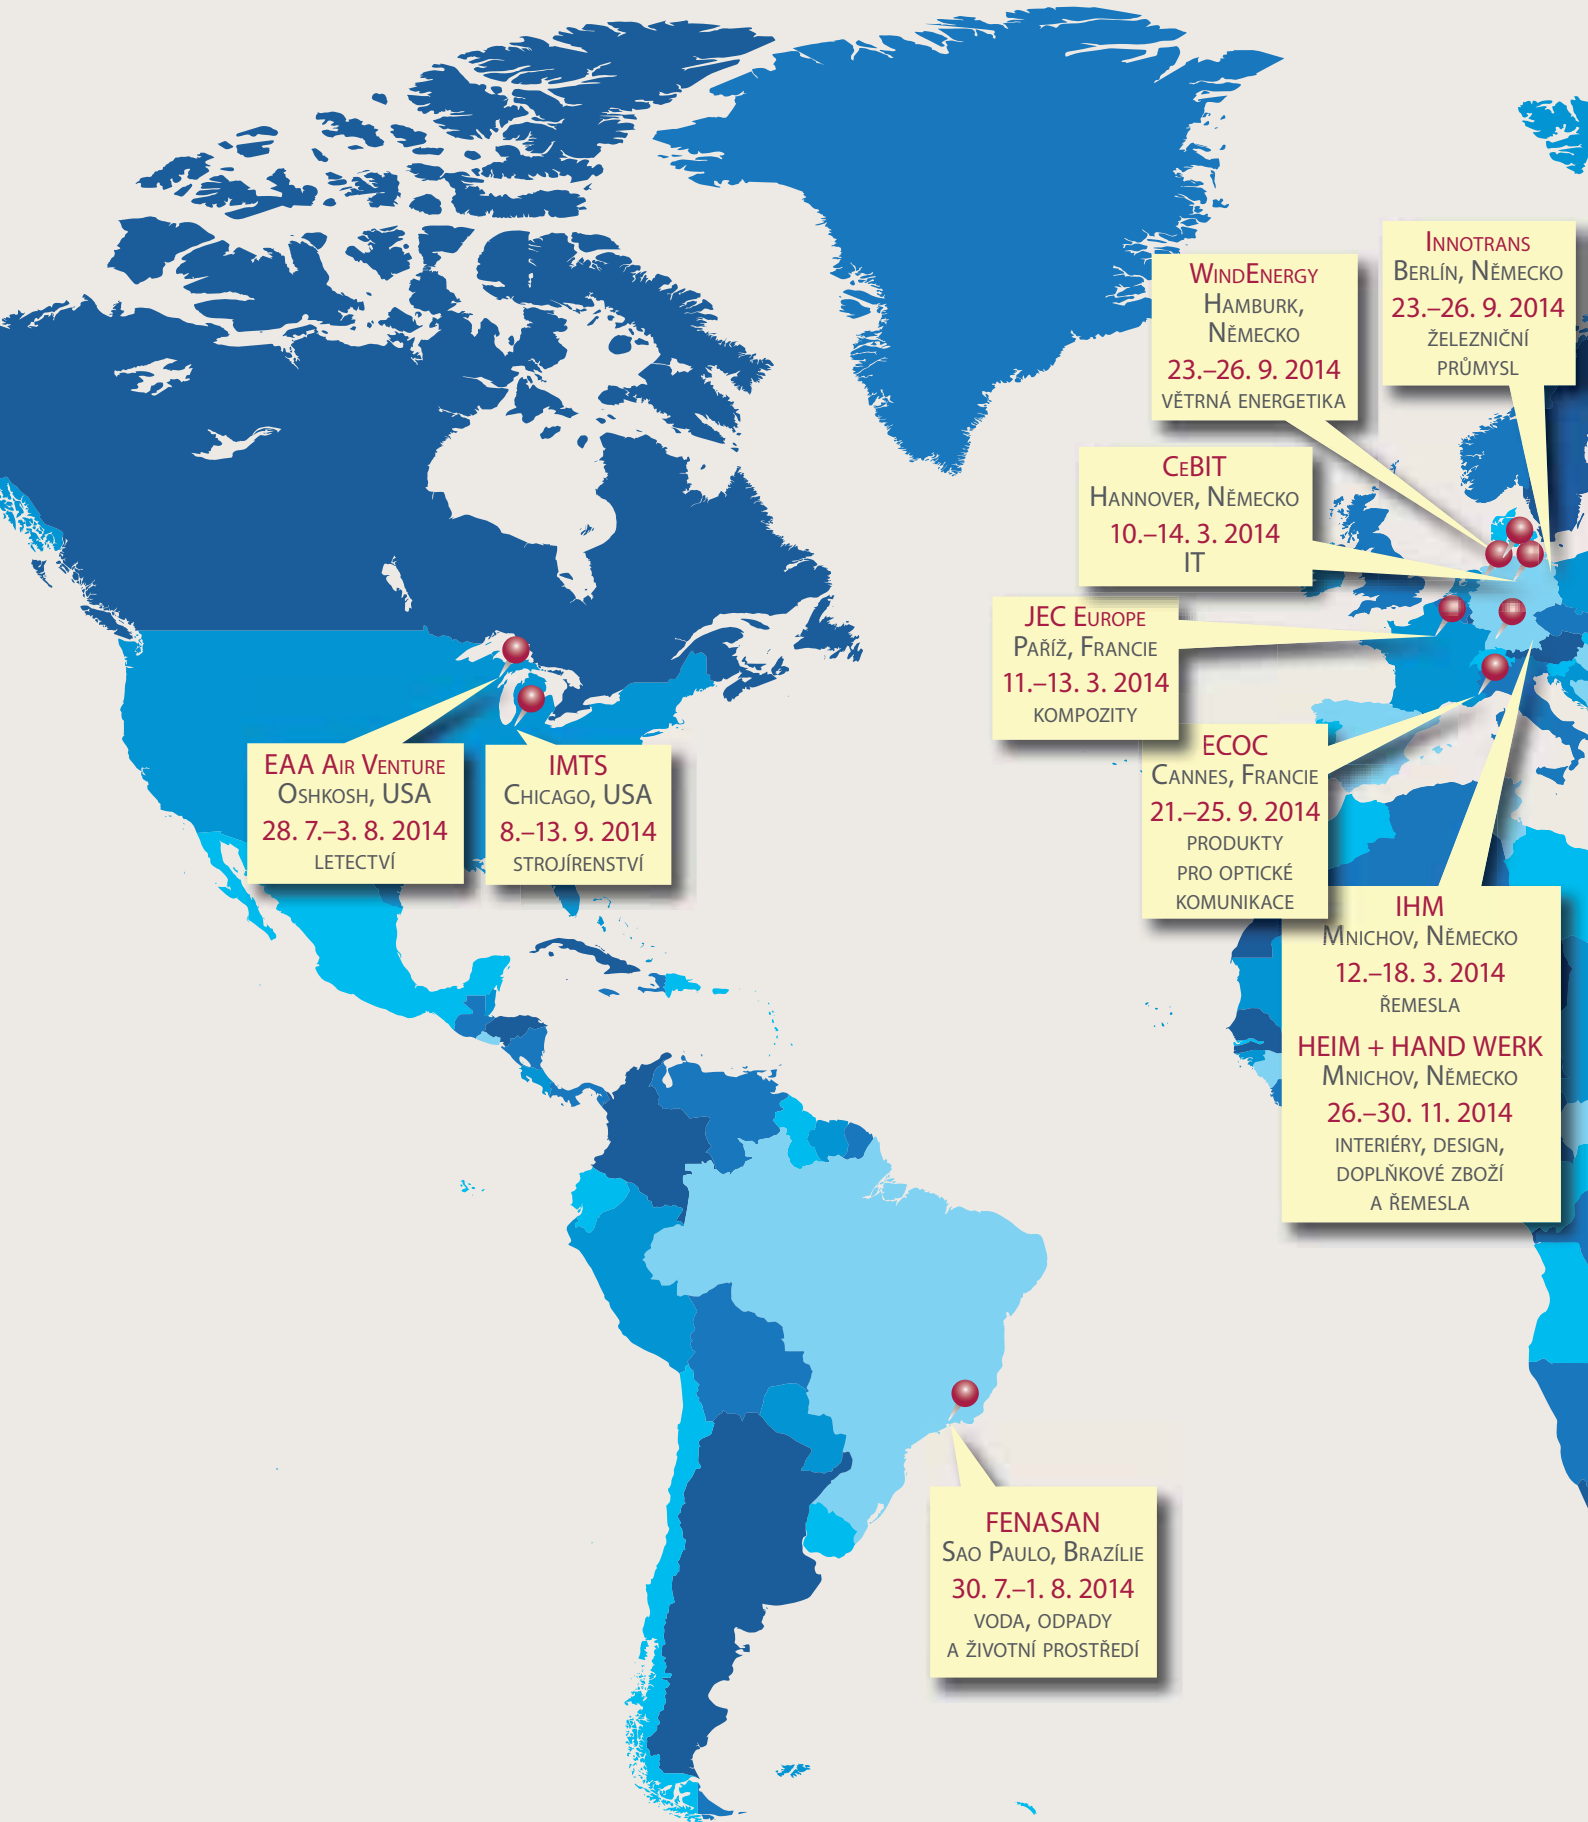 Innotrans
Berlín, Německo
23.–26. 9. 2014
železniční
průmysl
WindEnergy
Hamburk,
Německo
23.–26. 9. 2014
větrná energetika
CeBIT
Hannover, Německo
10.–14. 3. 2014
IT
JEC Europe
Paříž, Francie
11.–13. 3. 2014
kompozity
ECOC
Cannes, Francie
21.–25. 9. 2014
produkty
pro optické
komunikace
EAA Air Venture
Oshkosh, USA
28. 7.–3. 8. 2014
letectví
IMTS
Chicago, USA
8.–13. 9. 2014
strojírenství
IHM
Mnichov, Německo
12.–18. 3. 2014
řemesla
HEIM + HAND WERK
Mnichov, Německo
26.–30. 11. 2014
interiéry, design,
doplňkové zboží
a řemesla
FENASAN
Sao Paulo, Brazílie
30. 7.–1. 8. 2014
voda, odpady
a životní prostředí